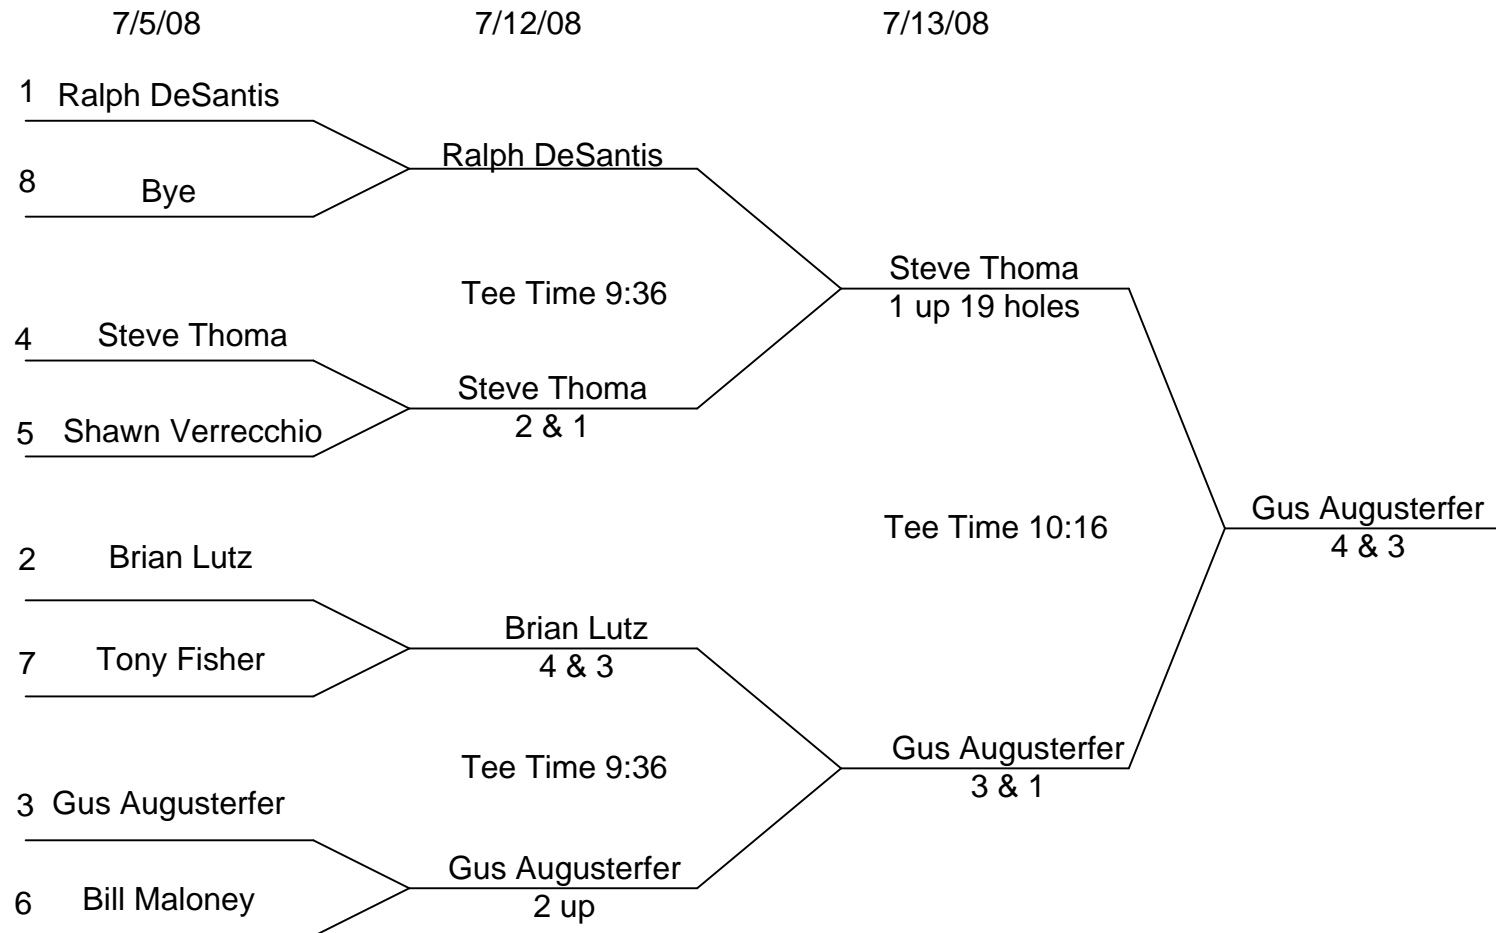 7/5/08 7/12/08 7/13/08
1 Ralph DeSantis
Ralph DeSantis
8 Bye
Steve Thoma
1 up 19 holes
Tee Time 9:36
4 Steve Thoma
Steve Thoma
2 & 1
5 Shawn Verrecchio
Gus Augusterfer
4 & 3
Tee Time 10:16
2 Brian Lutz
Brian Lutz
4 & 3
7 Tony Fisher
Gus Augusterfer
3 & 1
Tee Time 9:36
3 Gus Augusterfer
Gus Augusterfer
2 up
6 Bill Maloney